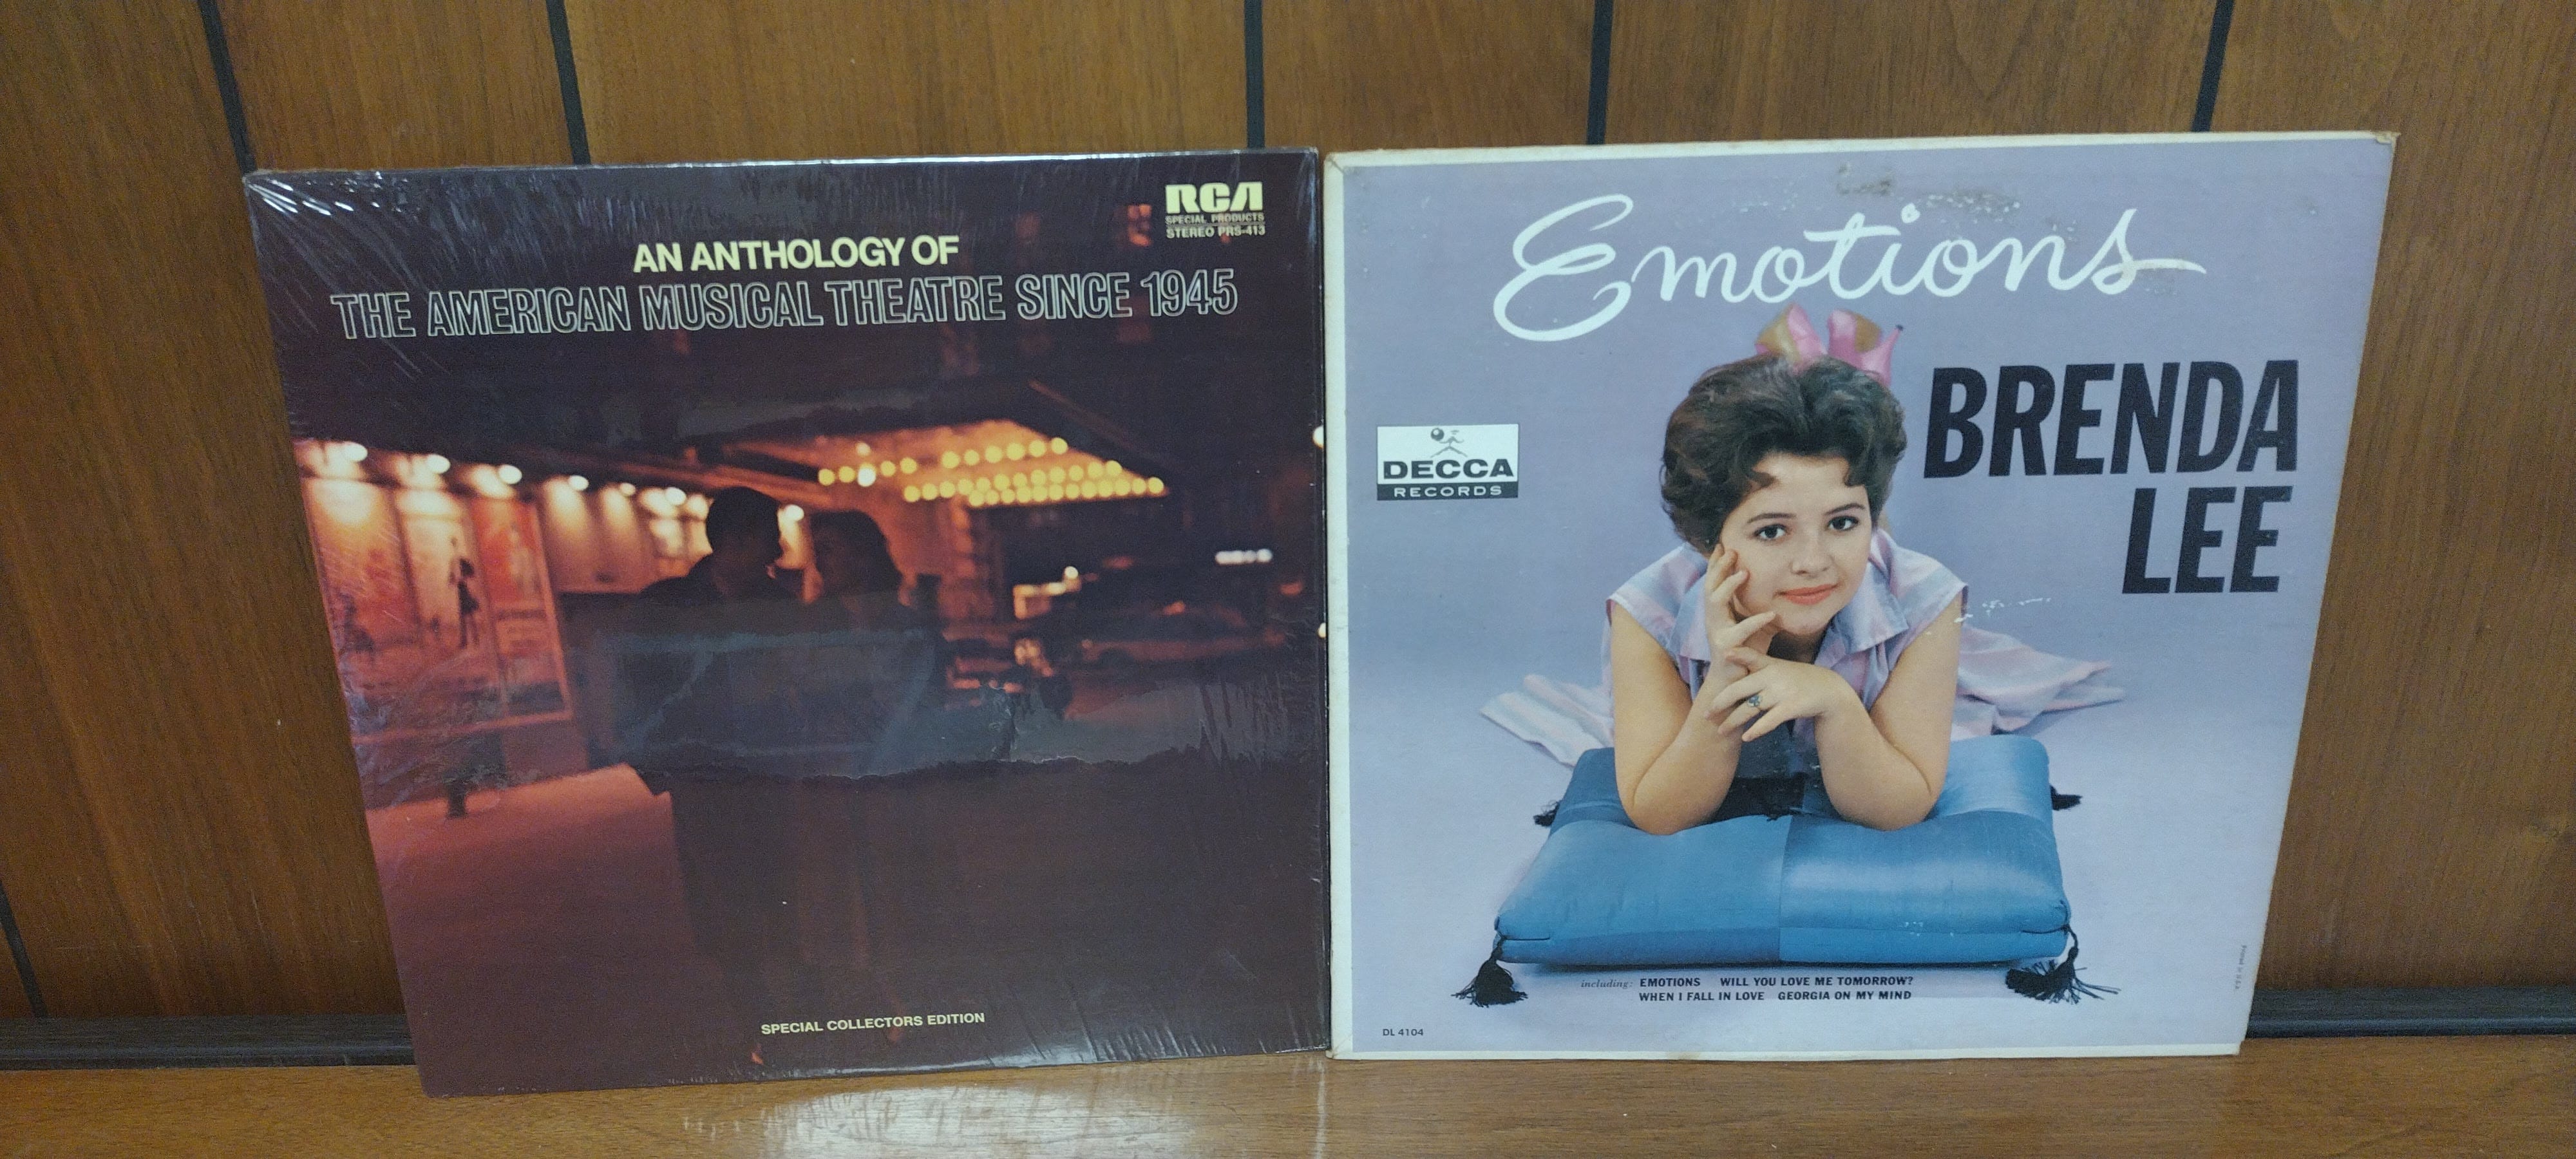 RCA
SPECIAL PRODUCTS
STEREO PRS-413
AN ANTHOLOGY OF
THE AMERICAN MUSICAL THEATRE SINCE 1945
SPECIAL COLLECTORS EDITION
Emotions
BRENDA
LEE
DECCA
RECORDS
including: EMOTIONS WILL YOU LOVE ME TOMORROW?
WHEN I FALL IN LOVE GEORGIA ON MY MIND
DL 4104
Printed in U.S.A.